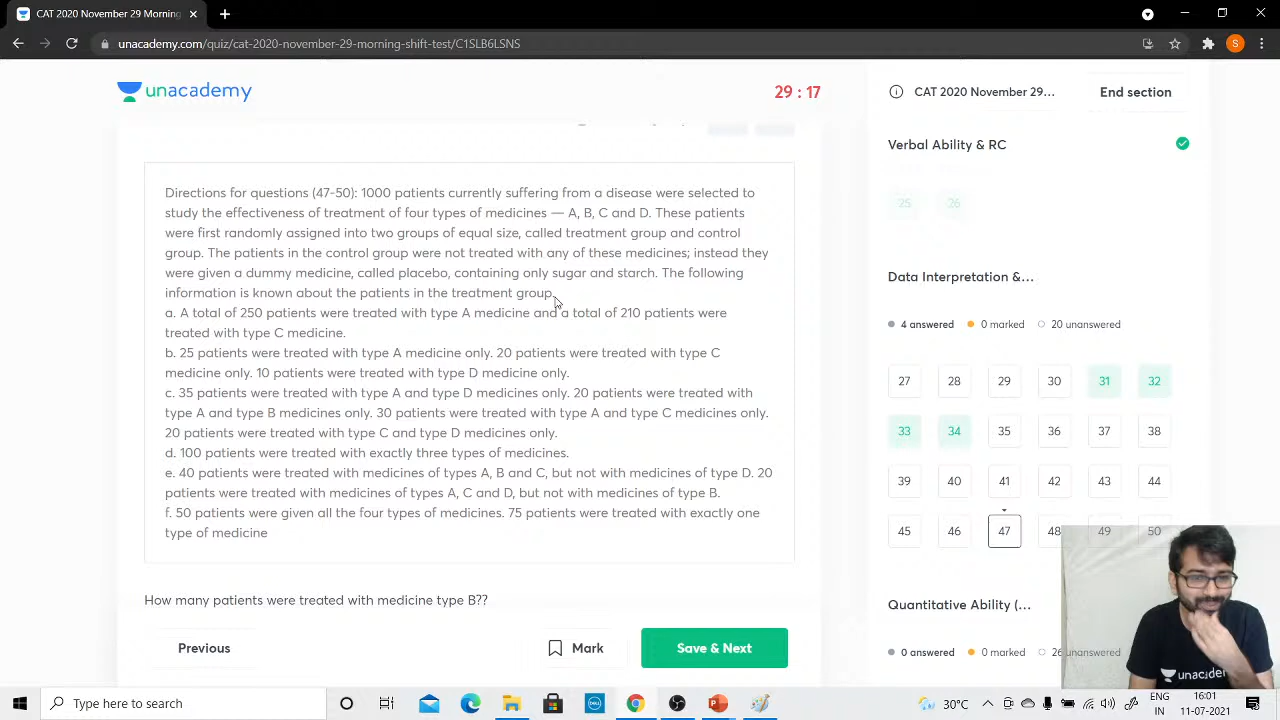 CAT 2020 November 29 Morning
unacademy.com/quiz/cat-2020-november-29-morning-shift-test/C1SLB6LSNS
S
unacademy
29 : 17
CAT 2020 November 29...
End section
Verbal Ability & RC
25 26
Directions for questions (47-50): 1000 patients currently suffering from a disease were selected to
study the effectiveness of treatment of four types of medicines — A, B, C and D. These patients
were first randomly assigned into two groups of equal size, called treatment group and control
group. The patients in the control group were not treated with any of these medicines; instead they
were given a dummy medicine, called placebo, containing only sugar and starch. The following
information is known about the patients in the treatment group.
a. A total of 250 patients were treated with type A medicine and a total of 210 patients were
treated with type C medicine.
b. 25 patients were treated with type A medicine only. 20 patients were treated with type C
medicine only. 10 patients were treated with type D medicine only.
c. 35 patients were treated with type A and type D medicines only. 20 patients were treated with
type A and type B medicines only. 30 patients were treated with type A and type C medicines only.
20 patients were treated with type C and type D medicines only.
d. 100 patients were treated with exactly three types of medicines.
e. 40 patients were treated with medicines of types A, B and C, but not with medicines of type D. 20
patients were treated with medicines of types A, C and D, but not with medicines of type B.
f. 50 patients were given all the four types of medicines. 75 patients were treated with exactly one
type of medicine
How many patients were treated with medicine type B??
Previous
Mark
Save & Next
Data Interpretation &...
4 answered 0 marked 20 unanswered
27 28 29 30 31 32
33 34 35 36 37 38
39 40 41 42 43 44
45 46 47 48 49 50
Quantitative Ability (...
0 answered 0 marked 26 unanswered
unacade
Type here to search
DELL
30°C
ENG
IN
16:01
11-07-2021